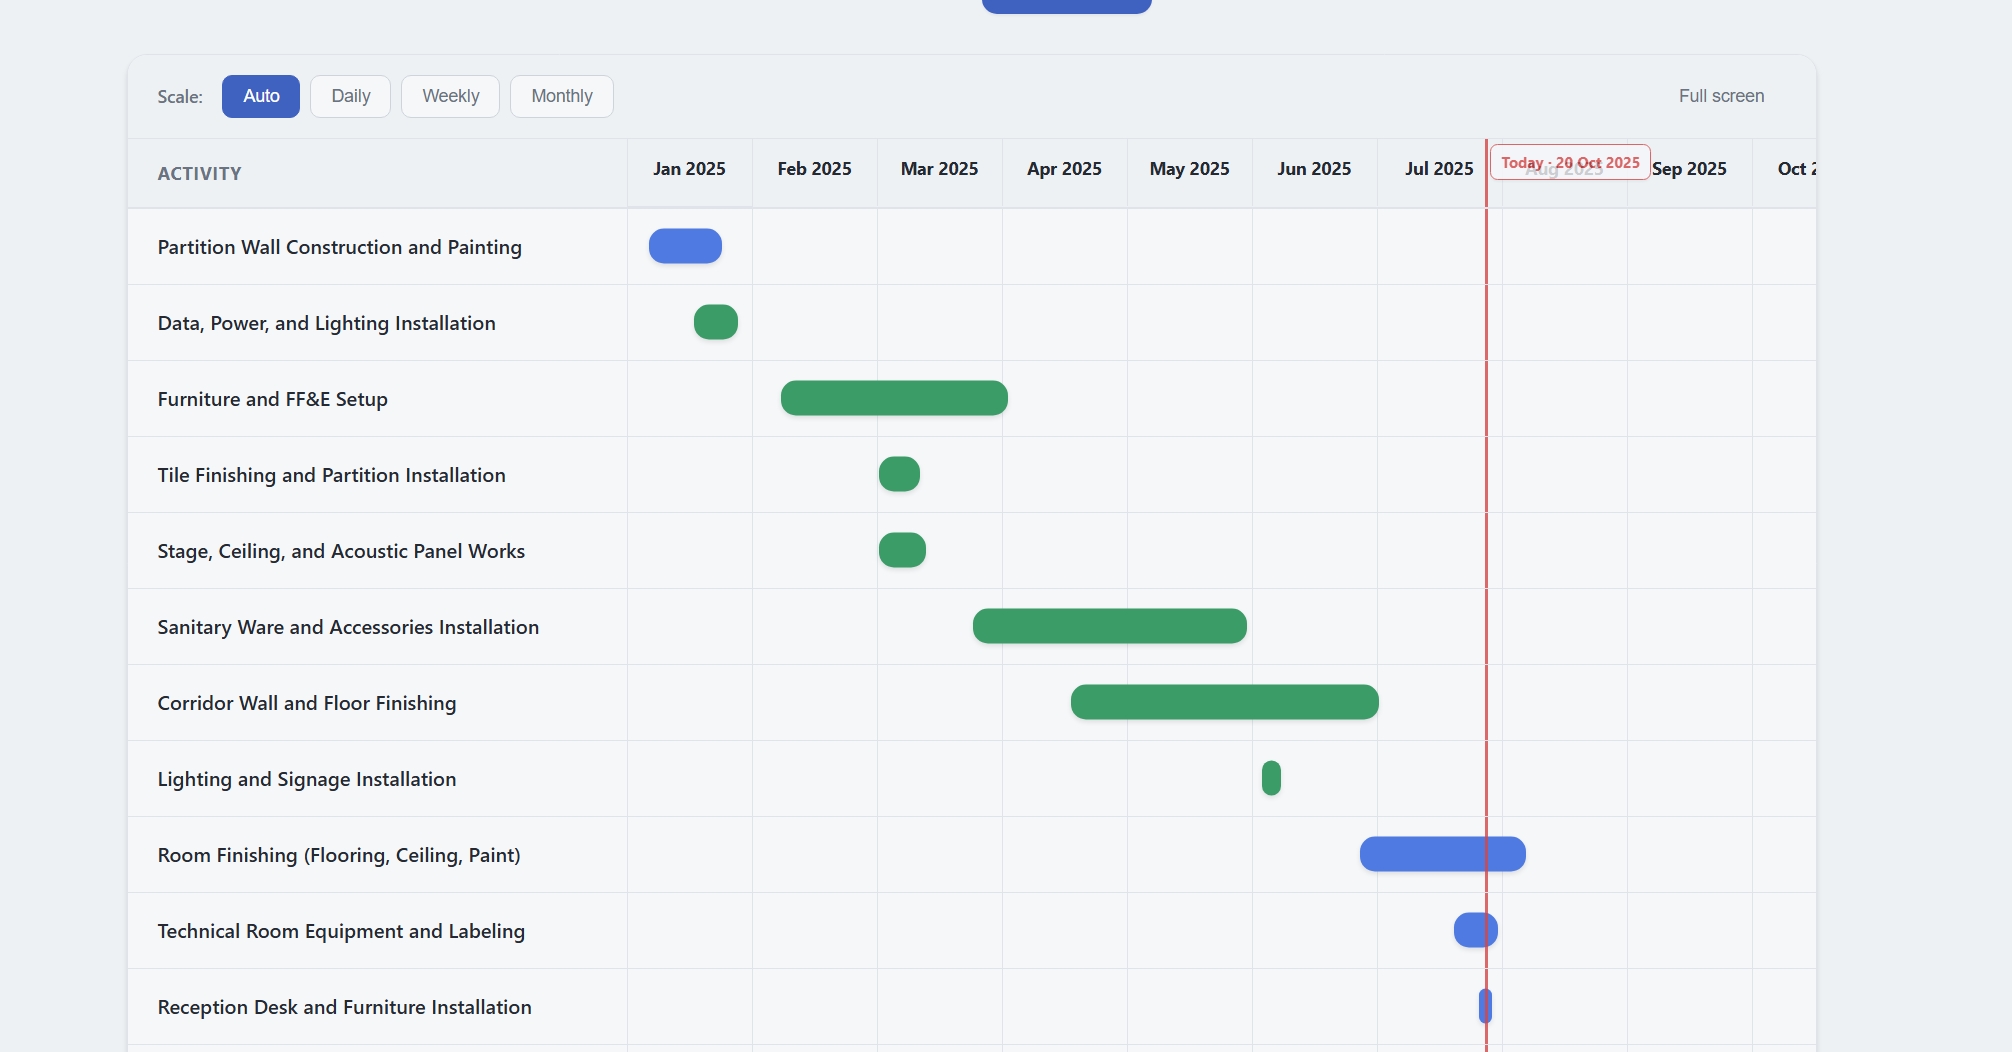 Scale:
Auto
Daily
Weekly
Monthly
Full screen
ACTIVITY
Jan 2025
Feb 2025
Mar 2025
Apr 2025
May 2025
Jun 2025
Jul 2025
Today · 20 Oct 2025
Aug 2025
Sep 2025
Oct 2
Partition Wall Construction and Painting
Data, Power, and Lighting Installation
Furniture and FF&E Setup
Tile Finishing and Partition Installation
Stage, Ceiling, and Acoustic Panel Works
Sanitary Ware and Accessories Installation
Corridor Wall and Floor Finishing
Lighting and Signage Installation
Room Finishing (Flooring, Ceiling, Paint)
Technical Room Equipment and Labeling
Reception Desk and Furniture Installation